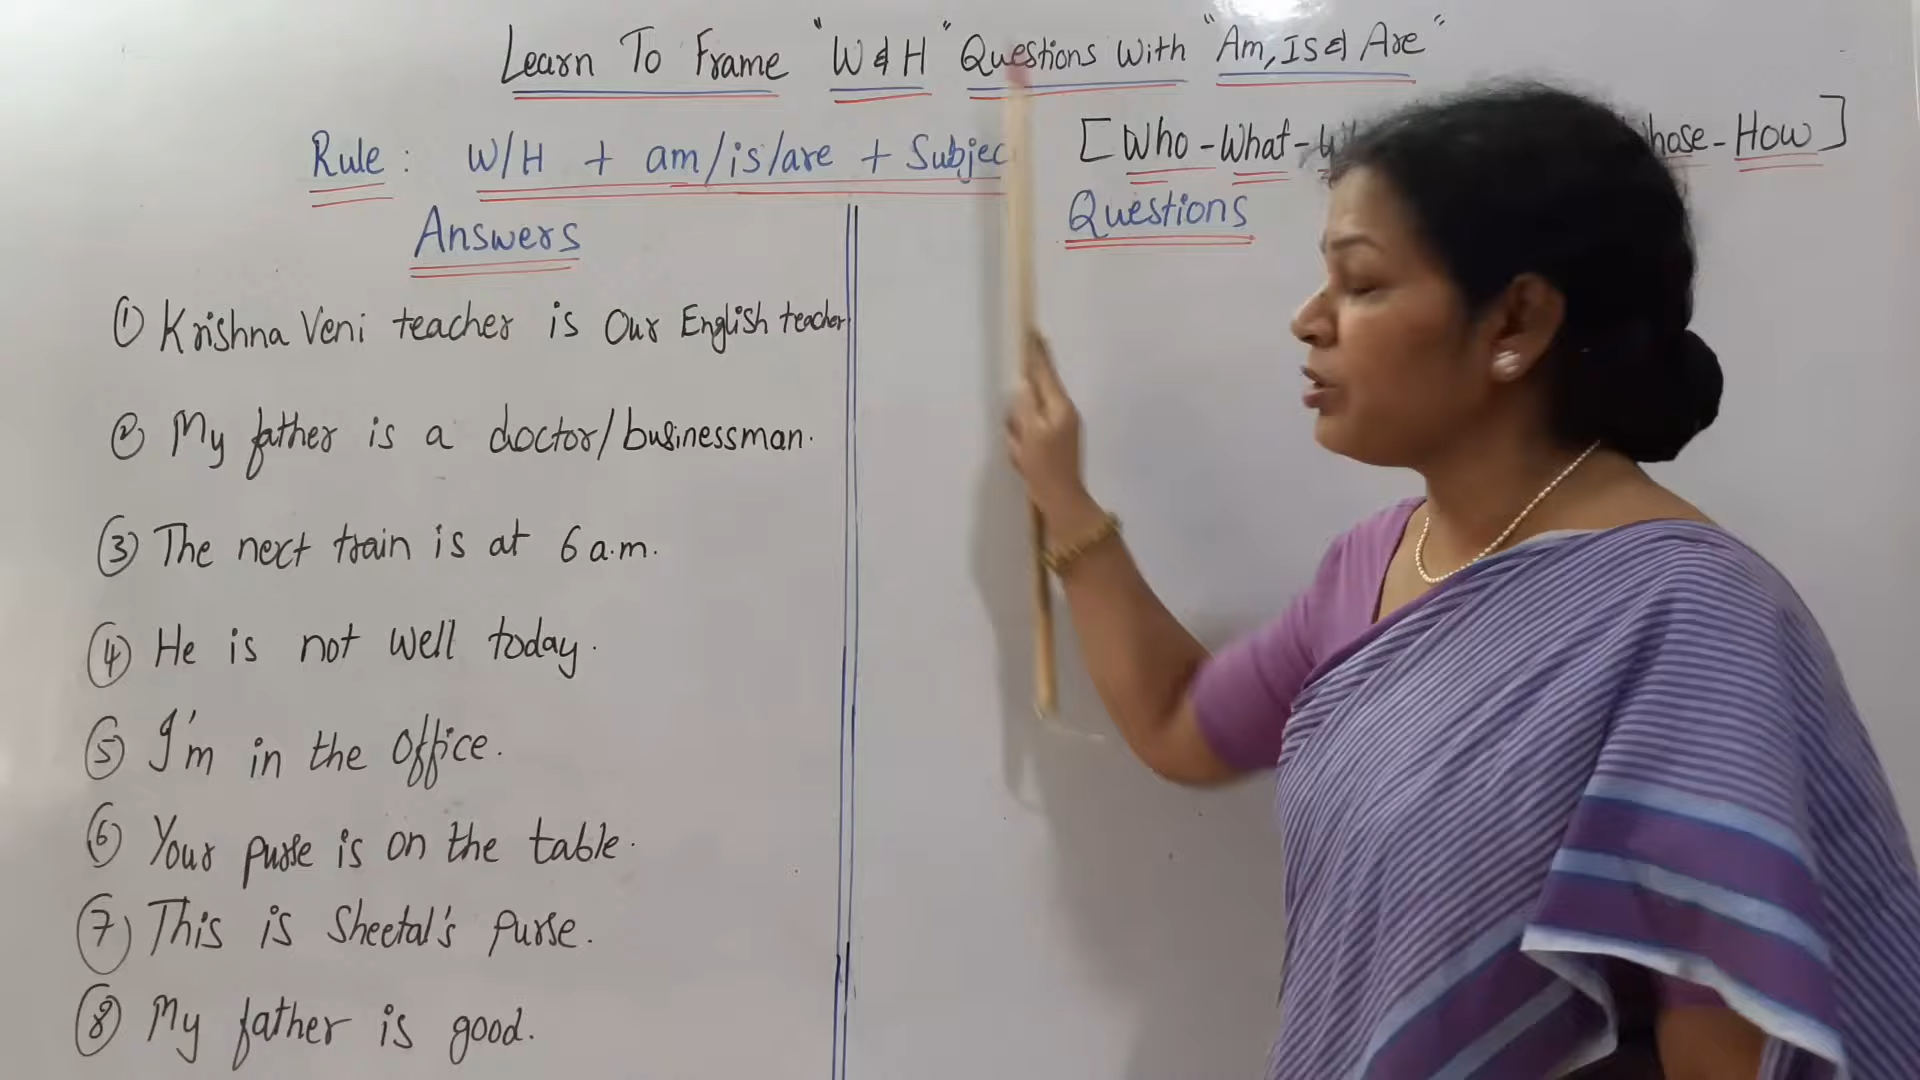 Learn To Frame "W & H" Questions With "Am, Is & Are"
Rule: W/H + am/is/are + Subjec
[Who - What - hose - How]
Answers
Questions
① Krishna Veni teacher is Our English teacher
② My father is a doctor/businessman.
③ The next train is at 6 a.m.
④ He is not well today.
⑤ I'm in the Office.
⑥ Your purse is on the table.
⑦ This is Sheetal's purse.
⑧ My father is good.